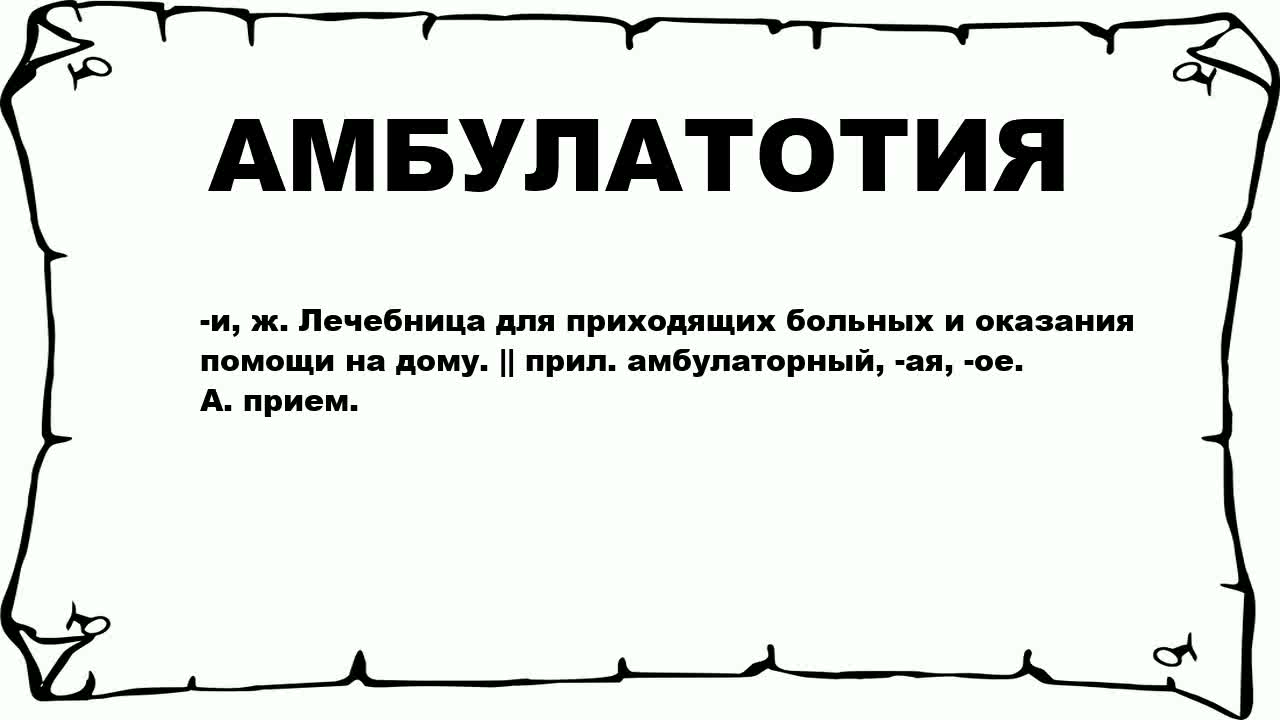 АМБУЛАТОТИЯ
-и, ж. Лечебница для приходящих больных и оказания
помощи на дому. || прил. амбулаторный, -ая, -ое.
А. прием.